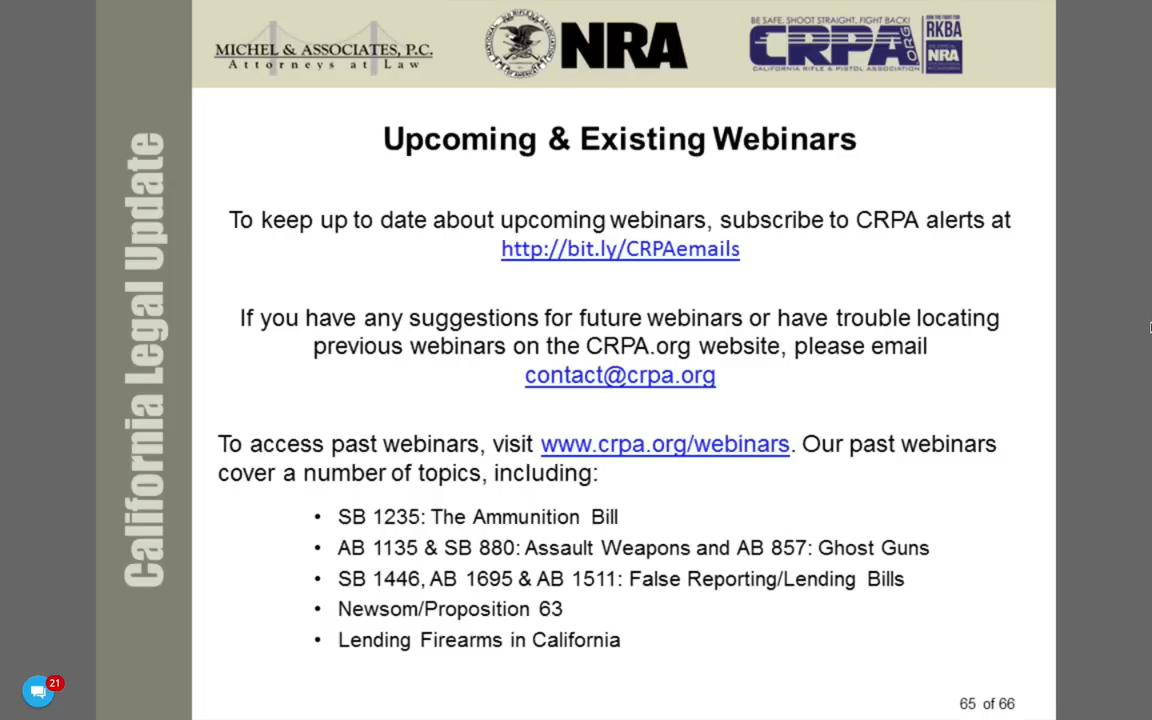 MICHEL & ASSOCIATES, P.C.
Attorneys at Law
NATIONAL RIFLE ASSOCIATION
OF AMERICA
NRA
BE SAFE, SHOOT STRAIGHT, FIGHT BACK!
CRPA.ORG
CALIFORNIA RIFLE & PISTOL ASSOCIATION
RKBA
NRA
California Legal Update
Upcoming & Existing Webinars
To keep up to date about upcoming webinars, subscribe to CRPA alerts at
http://bit.ly/CRPAemails
If you have any suggestions for future webinars or have trouble locating
previous webinars on the CRPA.org website, please email
contact@crpa.org
To access past webinars, visit www.crpa.org/webinars. Our past webinars
cover a number of topics, including:
• SB 1235: The Ammunition Bill
• AB 1135 & SB 880: Assault Weapons and AB 857: Ghost Guns
• SB 1446, AB 1695 & AB 1511: False Reporting/Lending Bills
• Newsom/Proposition 63
• Lending Firearms in California
65 of 66
21